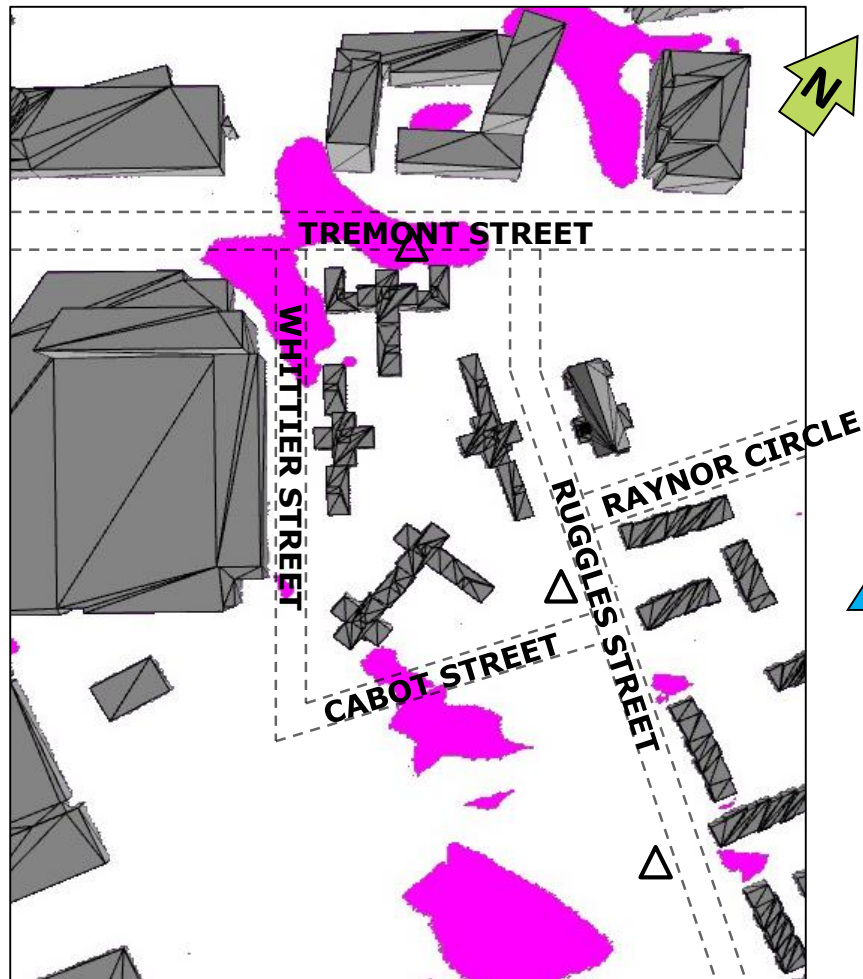 N
TREMONT STREET
WHITTIER STREET
RAYNOR CIRCLE
RUGGLES STREET
CABOT STREET